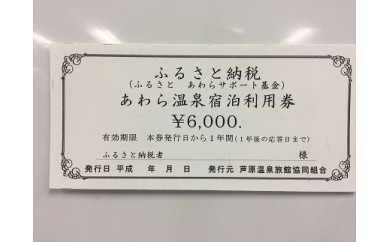 ふるさと納税
(ふるさと　あわらサポート基金)
あわら温泉宿泊利用券
¥6,000.
有効期限　本券発行日から1年間(1年後の応答日まで)
ふるさと納税者　　　　　　　　　　様
発行日 平成　年　月　日　　発行元　芦原温泉旅館協同組合